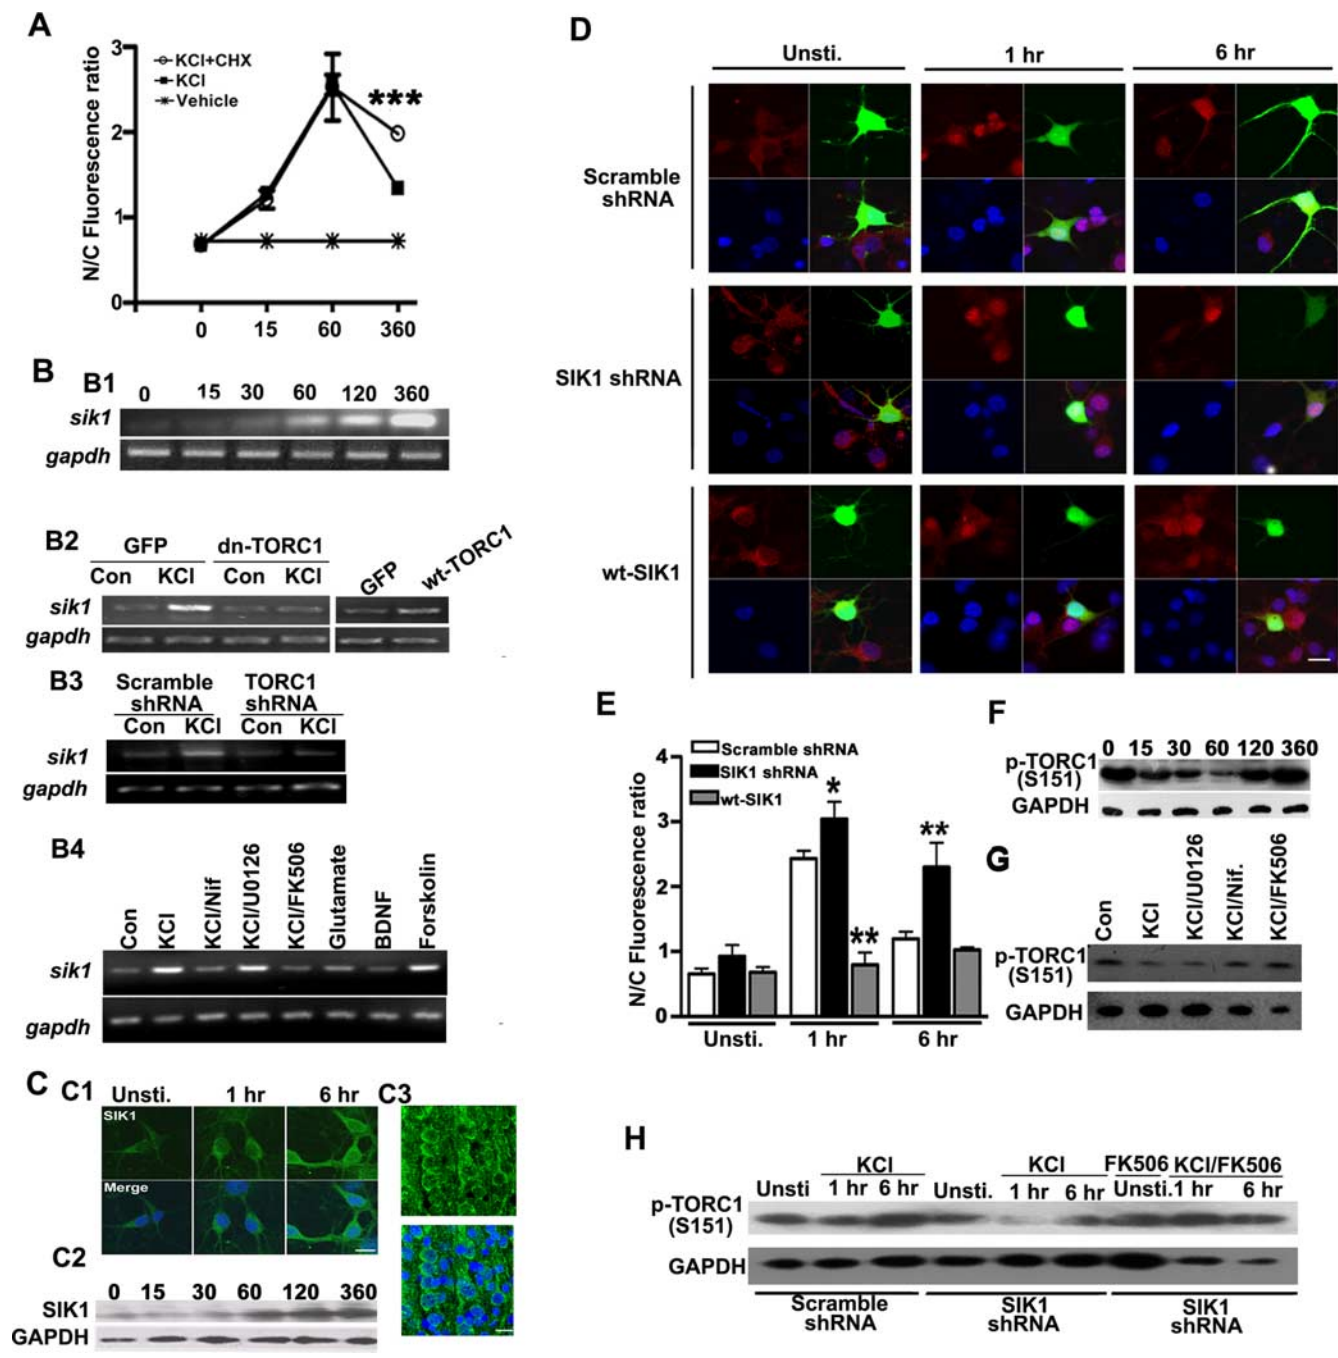 A
N/C Fluorescence ratio
3
2
1
0
KCl+CHX
KCl
Vehicle
***
0 15 60 360
B
B1
0 15 30 60 120 360
sik1
gapdh
B2
GFP dn-TORC1
Con KCl Con KCl GFP wt-TORC1
sik1
gapdh
B3
Scramble shRNA TORC1 shRNA
Con KCl Con KCl
sik1
gapdh
B4
Con KCl KCl/Nif KCl/U0126 KCl/FK506 Glutamate BDNF Forskolin
sik1
gapdh
C
C1
Unsti. 1 hr 6 hr
SIK1
Merge
C3
C2
0 15 30 60 120 360
SIK1
GAPDH
D
Unsti. 1 hr 6 hr
Scramble
shRNA
SIK1 shRNA
wt-SIK1
E
N/C Fluorescence ratio
4
3
2
1
0
Scramble shRNA
SIK1 shRNA
wt-SIK1
* ** **
Unsti. 1 hr 6 hr
F
0 15 30 60 120 360
p-TORC1
(S151)
GAPDH
G
Con KCl KCl/U0126 KCl/Nif. KCl/FK506
p-TORC1
(S151)
GAPDH
H
KCl KCl FK506 KCl/FK506
Unsti 1 hr 6 hr Unsti. 1 hr 6 hr Unsti. 1 hr 6 hr
p-TORC1
(S151)
GAPDH
Scramble shRNA SIK1 shRNA SIK1 shRNA